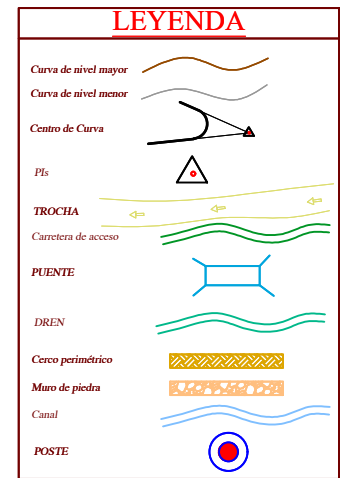 LEYENDA
Curva de nivel mayor
Curva de nivel menor
Centro de Curva
PIs
TROCHA
Carretera de acceso
PUENTE
DREN
Cerco perimétrico
Muro de piedra
Canal
POSTE